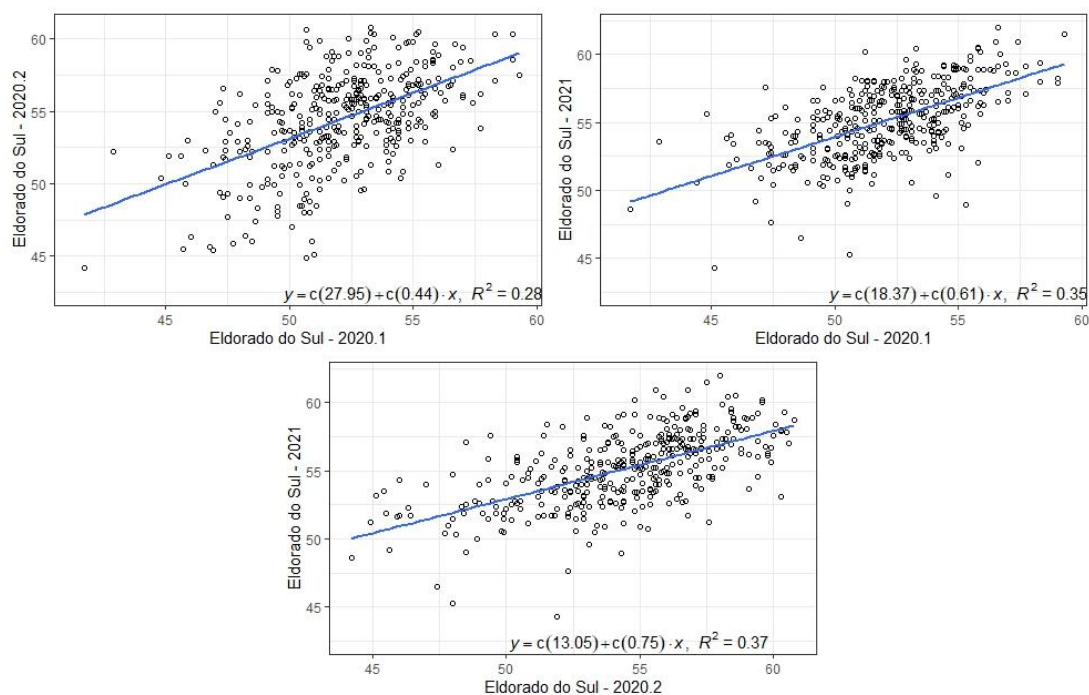 Eldorado do Sul - 2020.2
60
55
50
45
y = c(27.95) + c(0.44) · x, R² = 0.28
45
50
55
60
Eldorado do Sul - 2020.1
Eldorado do Sul - 2021
60
55
50
45
y = c(18.37) + c(0.61) · x, R² = 0.35
45
50
55
60
Eldorado do Sul - 2020.1
Eldorado do Sul - 2021
60
55
50
45
y = c(13.05) + c(0.75) · x, R² = 0.37
45
50
55
60
Eldorado do Sul - 2020.2